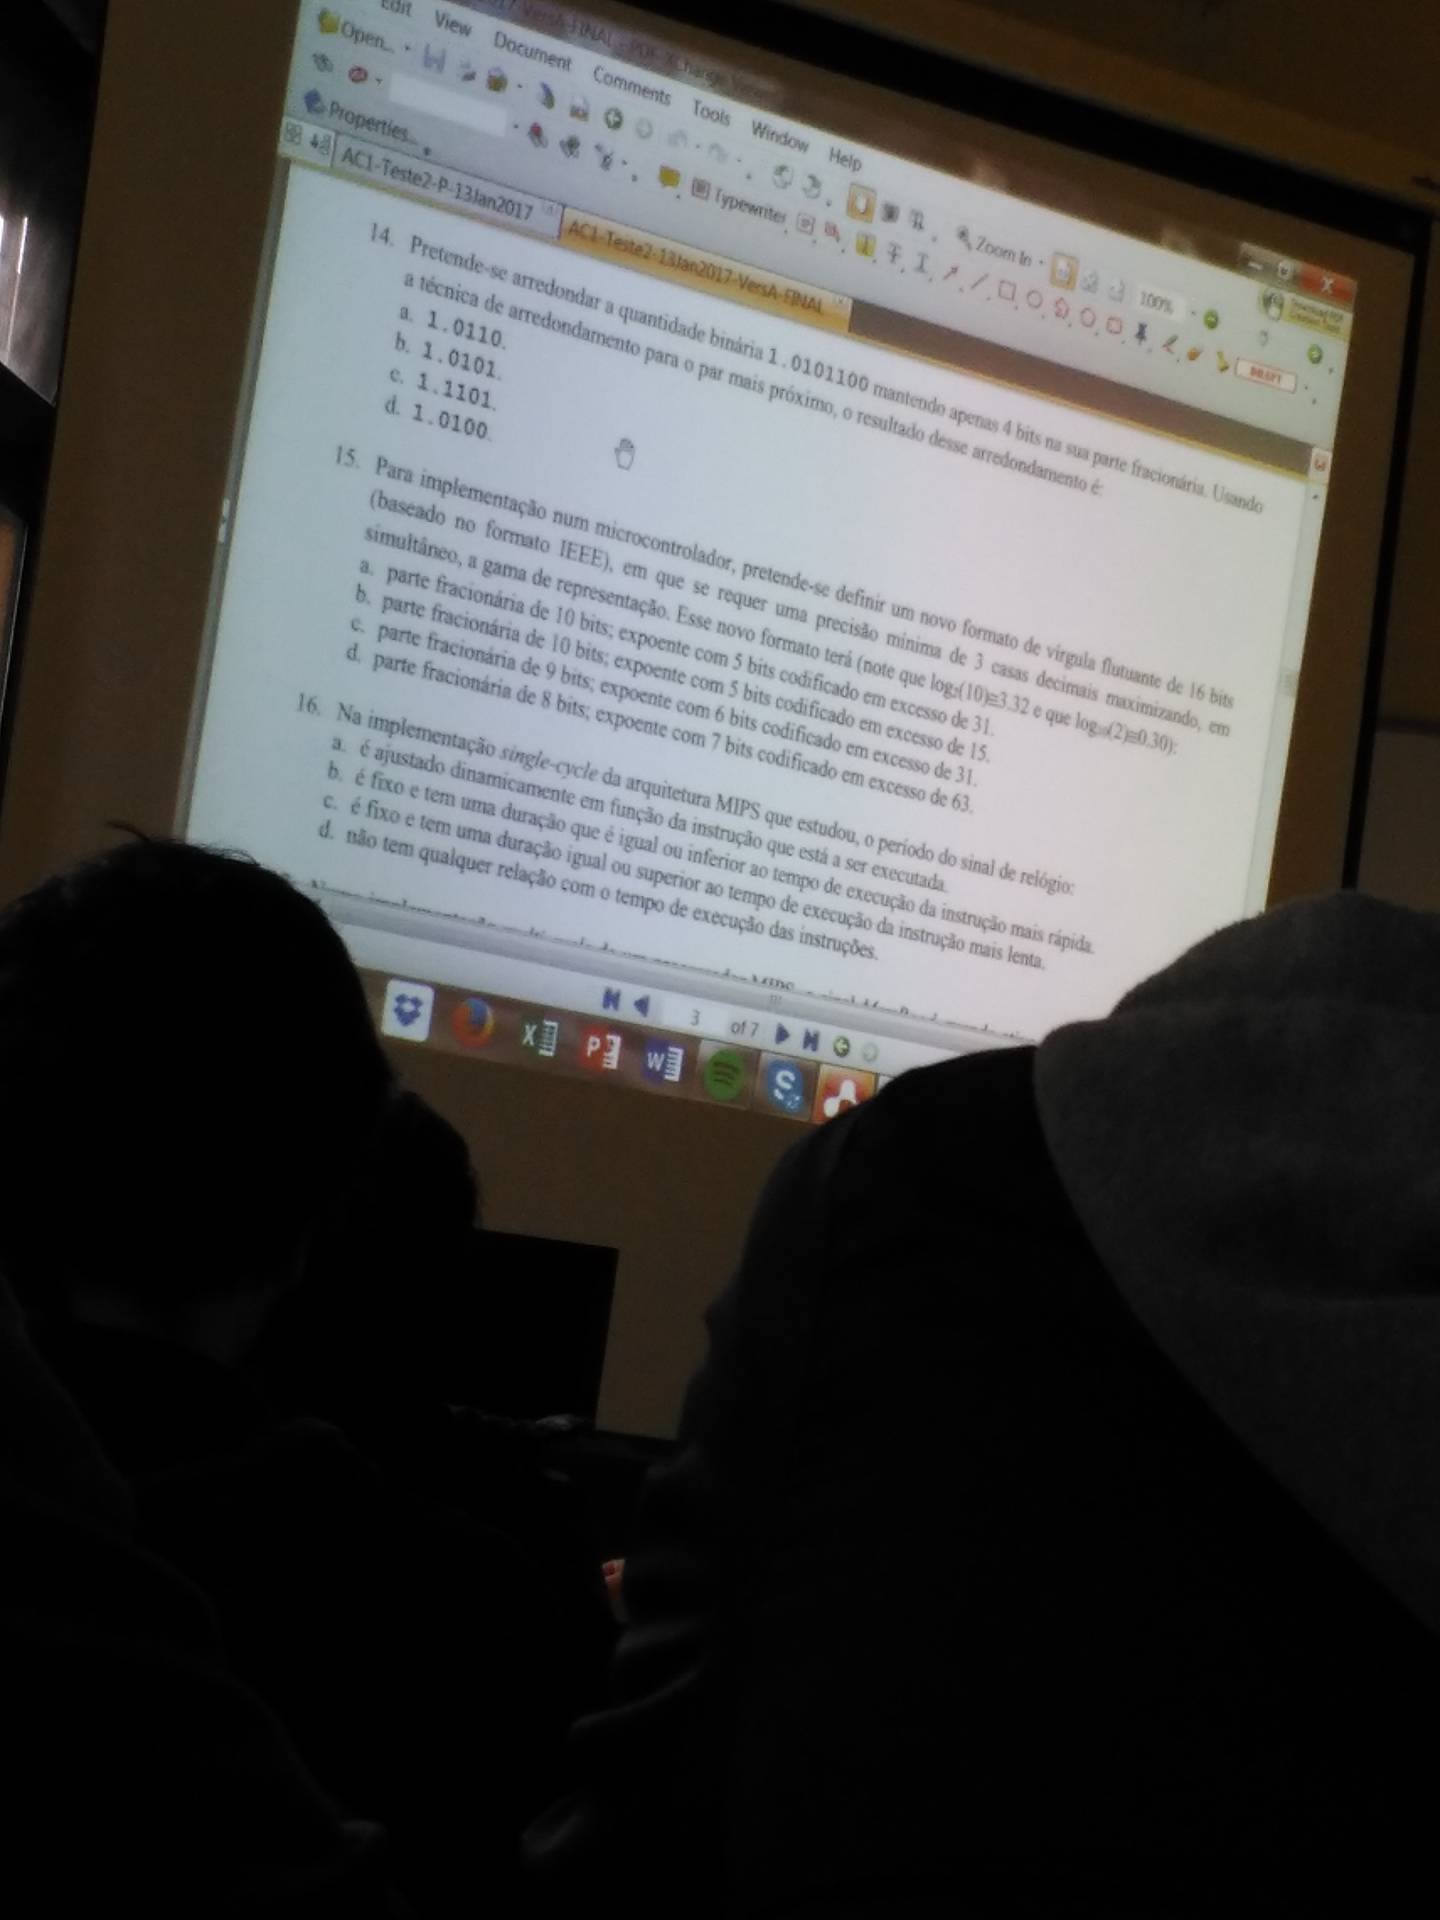 Edit View Document Comments Tools Window Help
Open...
Zoom In
100%
Properties...
Typewriter
DRAFT
AC1-Teste2-P-13Jan2017
AC1-Teste2-13Jan2017-VersA-FINAL
14. Pretende-se arredondar a quantidade binária 1.0101100 mantendo apenas 4 bits na sua parte fracionária. Usando
a técnica de arredondamento para o par mais próximo, o resultado desse arredondamento é:
a. 1.0110.
b. 1.0101.
c. 1.1101.
d. 1.0100.
15. Para implementação num microcontrolador, pretende-se definir um novo formato de vírgula flutuante de 16 bits
(baseado no formato IEEE), em que se requer uma precisão mínima de 3 casas decimais maximizando, em
simultâneo, a gama de representação. Esse novo formato terá (note que log₂(10)≅3.32 e que log₁₀(2)≅0.30):
a. parte fracionária de 10 bits; expoente com 5 bits codificado em excesso de 31.
b. parte fracionária de 10 bits; expoente com 5 bits codificado em excesso de 15.
c. parte fracionária de 9 bits; expoente com 6 bits codificado em excesso de 31.
d. parte fracionária de 8 bits; expoente com 7 bits codificado em excesso de 63.
16. Na implementação single-cycle da arquitetura MIPS que estudou, o período do sinal de relógio:
a. é ajustado dinamicamente em função da instrução que está a ser executada.
b. é fixo e tem uma duração que é igual ou inferior ao tempo de execução da instrução mais rápida.
c. é fixo e tem uma duração igual ou superior ao tempo de execução da instrução mais lenta.
d. não tem qualquer relação com o tempo de execução das instruções.
3 of 7